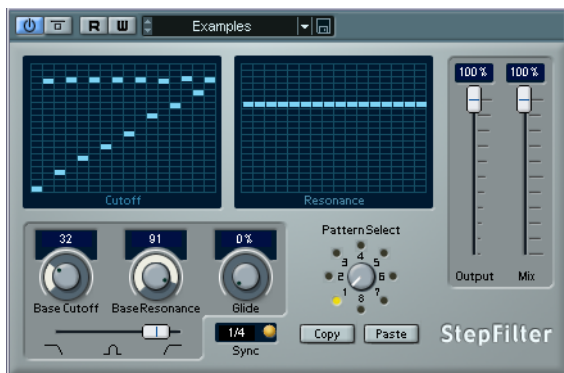 R W Examples
Cutoff
Resonance
100 % 100 %
Output Mix
32 91 0 %
Base Cutoff Base Resonance Glide
1/4
Sync
Pattern Select
4
3 5
2 6
1 7
8
Copy Paste
StepFilter